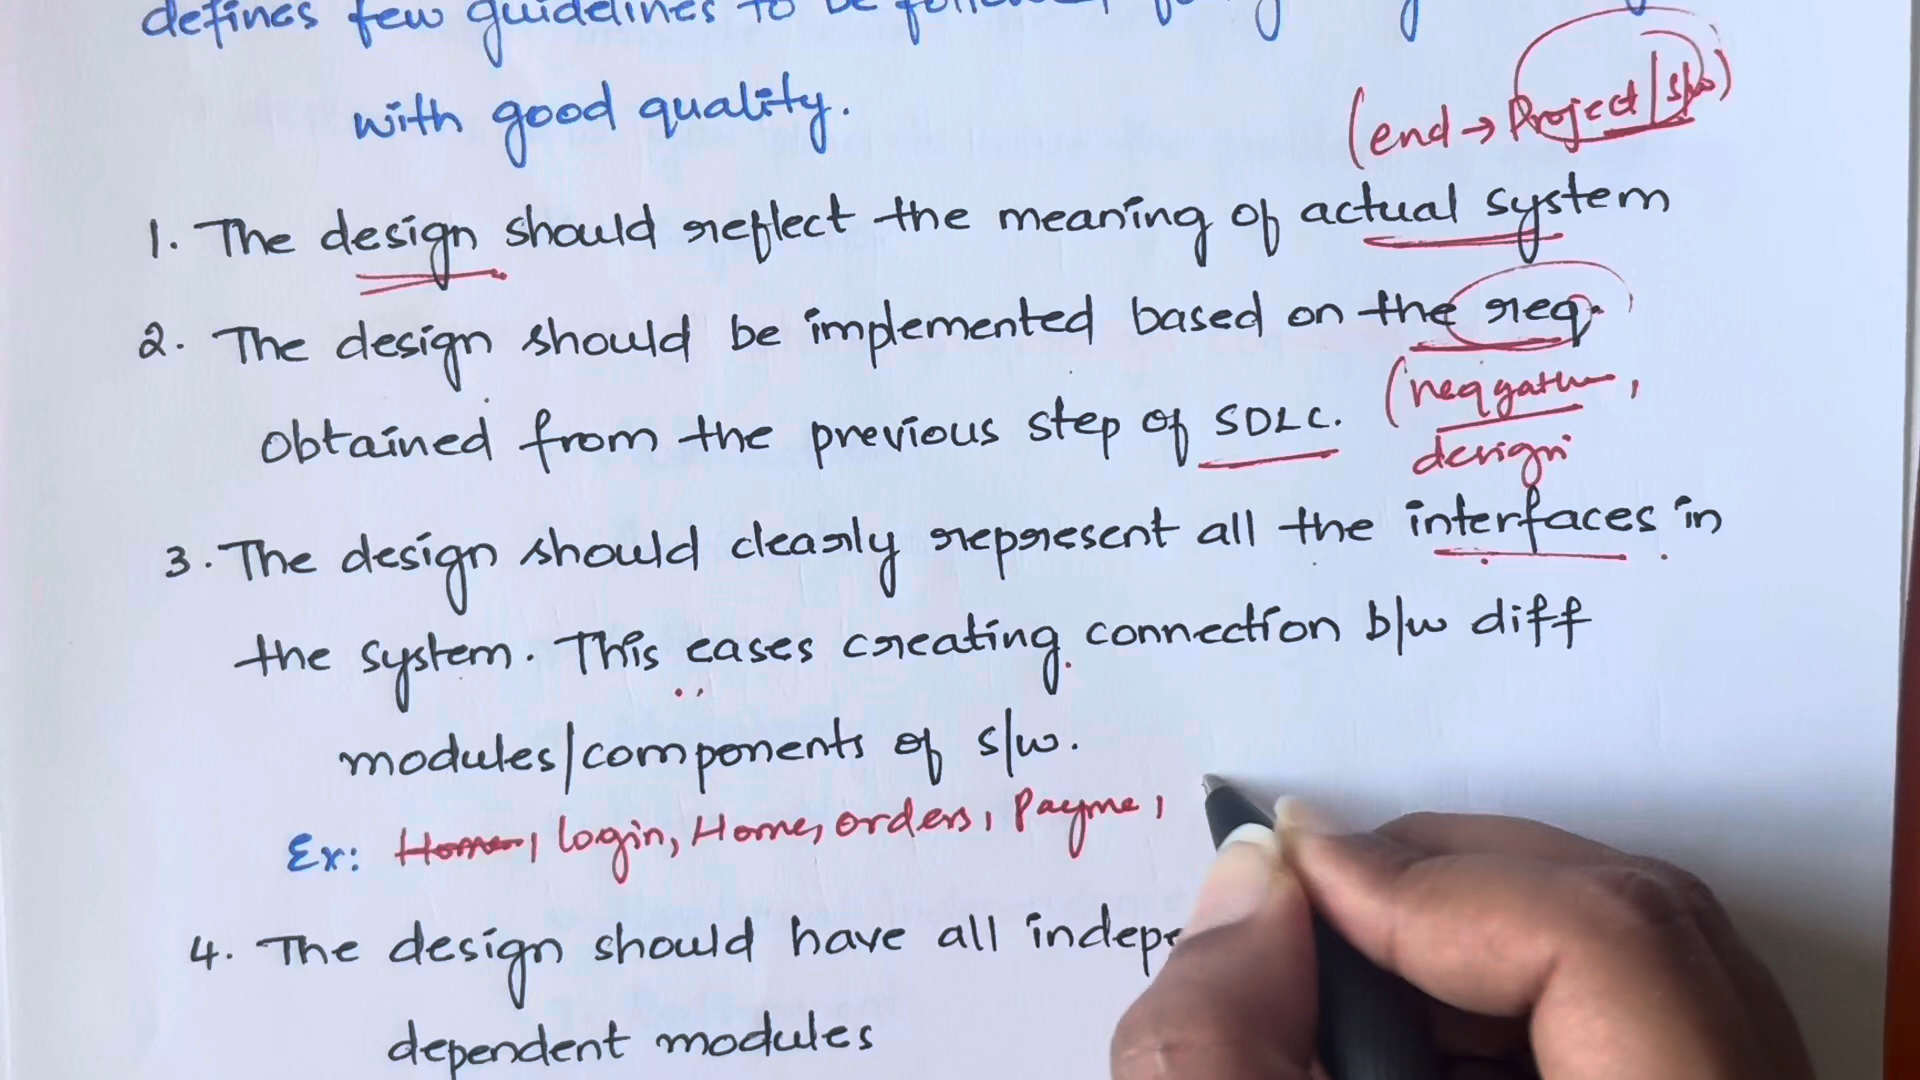 defines few guidelines to be
with good quality.
(end → Project | s/w)
1. The design should reflect the meaning of actual system
2. The design should be implemented based on the req.
obtained from the previous step of SDLC. (req gath,
design
3. The design should clearly represent all the interfaces in
the system. This eases creating connection b/w diff
modules/components of s/w.
Ex: login, Home, orders, Payme,
4. The design should have all indepe
dependent modules